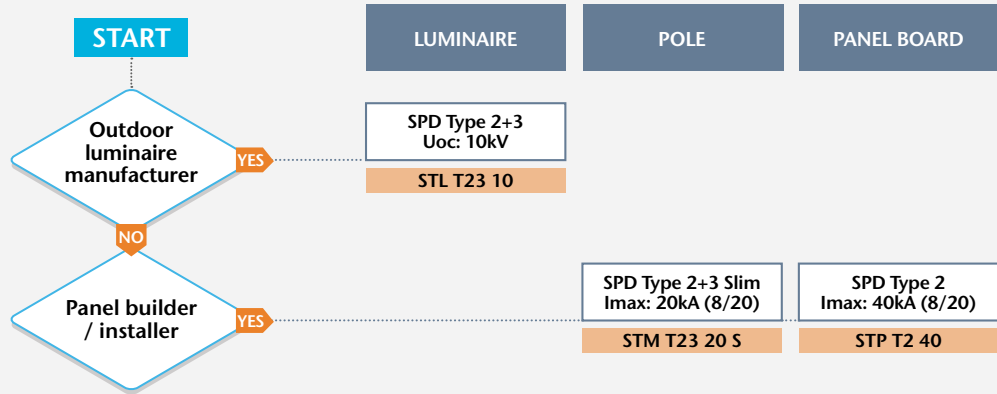 START
LUMINAIRE
POLE
PANEL BOARD
Outdoor
luminaire
manufacturer
YES
SPD Type 2+3
Uoc: 10kV
STL T23 10
NO
Panel builder
/ installer
YES
SPD Type 2+3 Slim
Imax: 20kA (8/20)
STM T23 20 S
SPD Type 2
Imax: 40kA (8/20)
STP T2 40